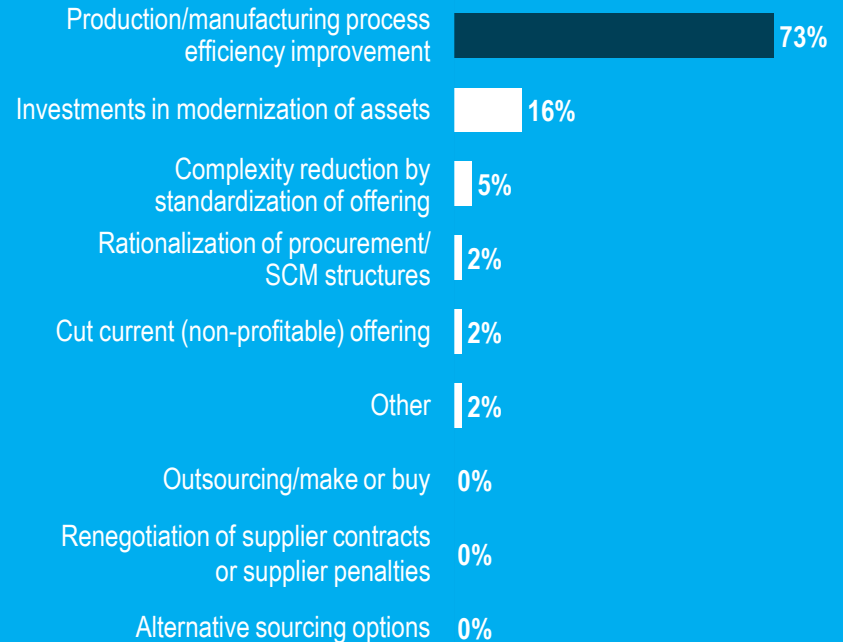 Production/manufacturing process
efficiency improvement
73%
Investments in modernization of assets
16%
Complexity reduction by
standardization of offering
5%
Rationalization of procurement/
SCM structures
2%
Cut current (non-profitable) offering
2%
Other
2%
Outsourcing/make or buy
0%
Renegotiation of supplier contracts
or supplier penalties
0%
Alternative sourcing options
0%